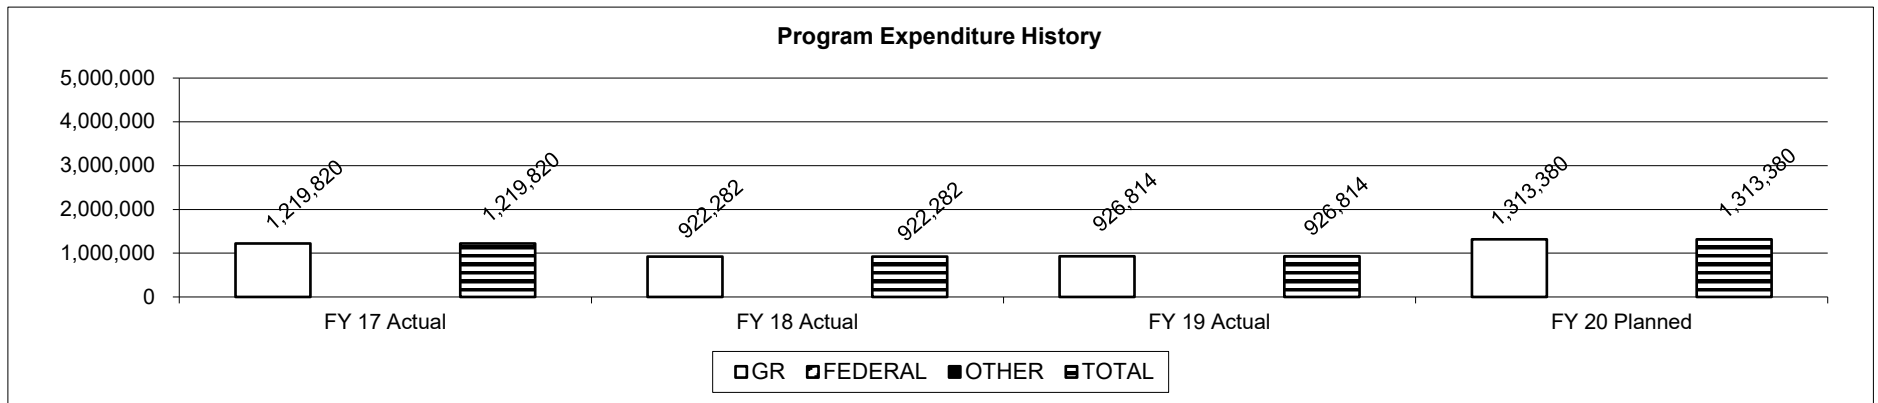 Program Expenditure History
5,000,000
4,000,000
3,000,000
2,000,000
1,000,000
0
1,219,820
1,219,820
922,282
922,282
926,814
926,814
1,313,380
1,313,380
FY 17 Actual
FY 18 Actual
FY 19 Actual
FY 20 Planned
GR FEDERAL OTHER TOTAL